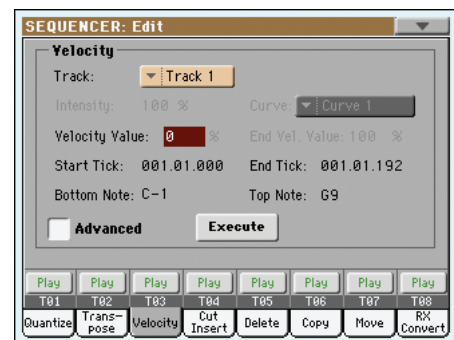 SEQUENCER: Edit
Velocity
Track: Track 1
Intensity: 100 % Curve: Curve 1
Velocity Value: 0 % End Vel. Value: 100 %
Start Tick: 001.01.000 End Tick: 001.01.192
Bottom Note: C-1 Top Note: G9
Advanced Execute
Play Play Play Play Play Play Play Play
T01 T02 T03 T04 T05 T06 T07 T08
Quantize Trans-pose Velocity Cut Insert Delete Copy Move RX Convert